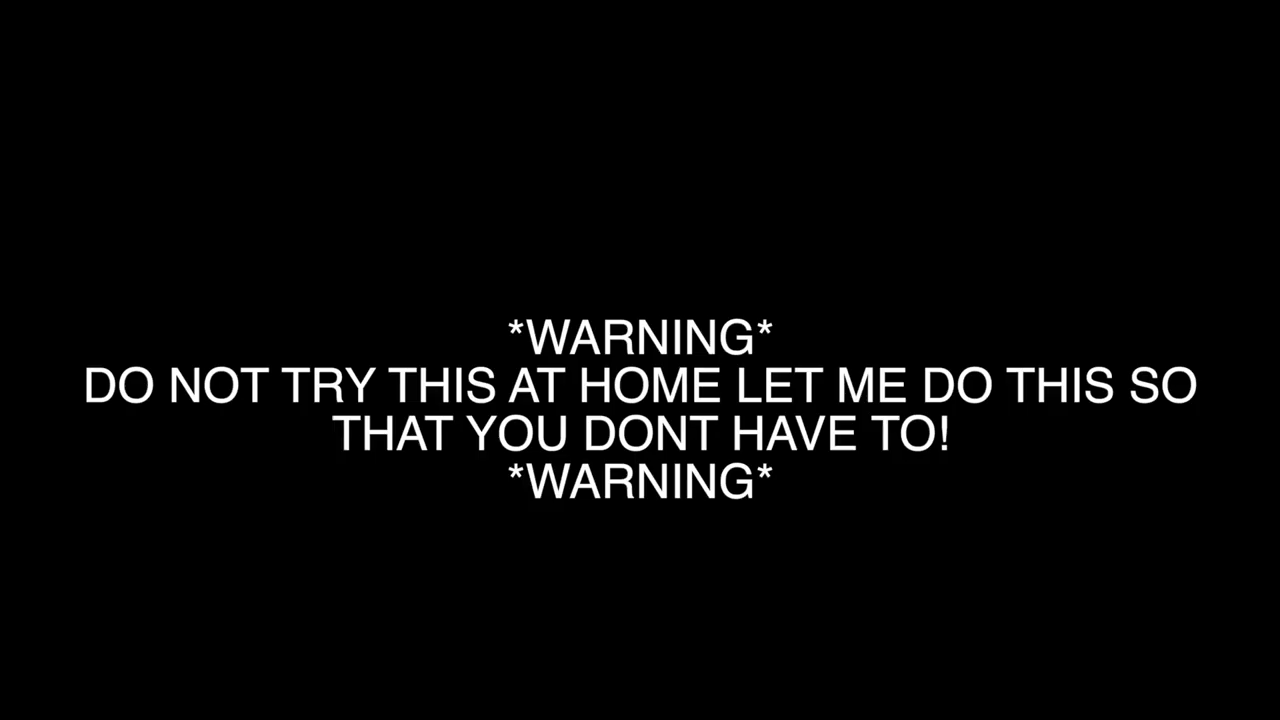 *WARNING*
DO NOT TRY THIS AT HOME LET ME DO THIS SO
THAT YOU DONT HAVE TO!
*WARNING*